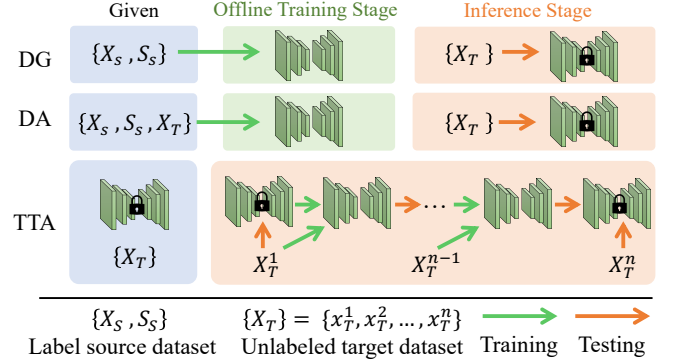 Given Offline Training Stage Inference Stage
DG {X_s , S_s} {X_T }
DA {X_s , S_s, X_T} {X_T }
TTA {X_T} X_T^1 ... X_T^{n-1} X_T^n
{X_S , S_S} {X_T} = {x_T^1, x_T^2, ..., x_T^n}
Label source dataset Unlabeled target dataset Training Testing